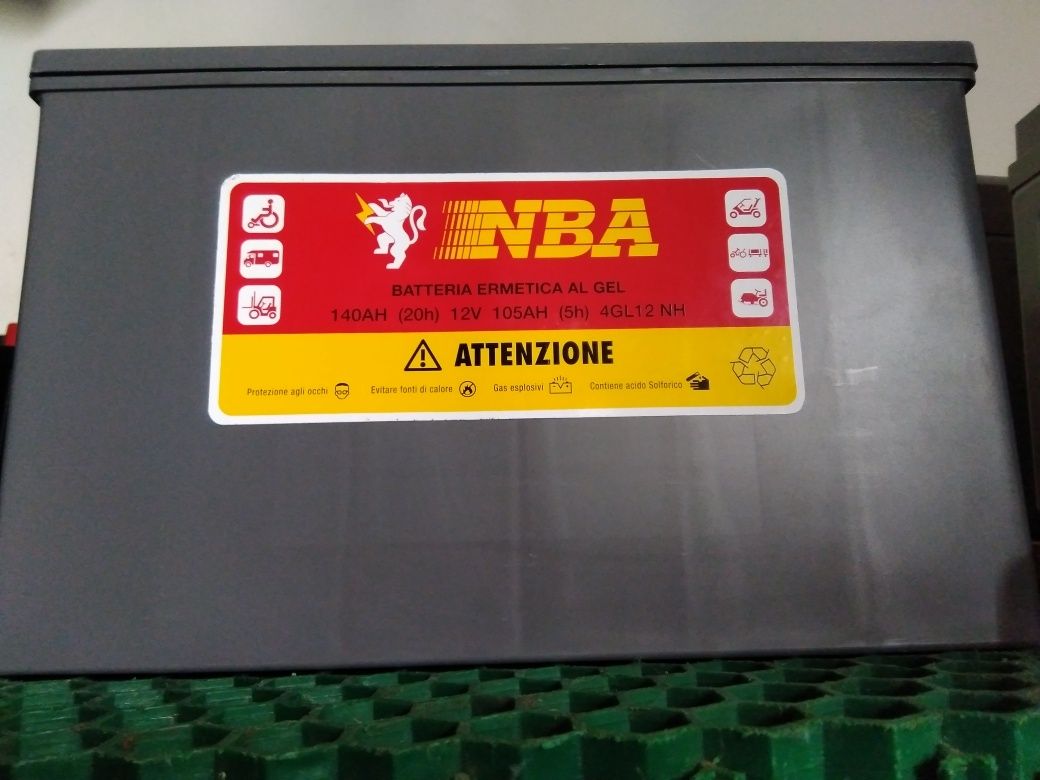 NBA
BATTERIA ERMETICA AL GEL
140AH (20h) 12V 105AH (5h) 4GL12 NH
ATTENZIONE
Protezione agli occhi Evitare fonti di calore Gas esplosivi Contiene acido Solforico